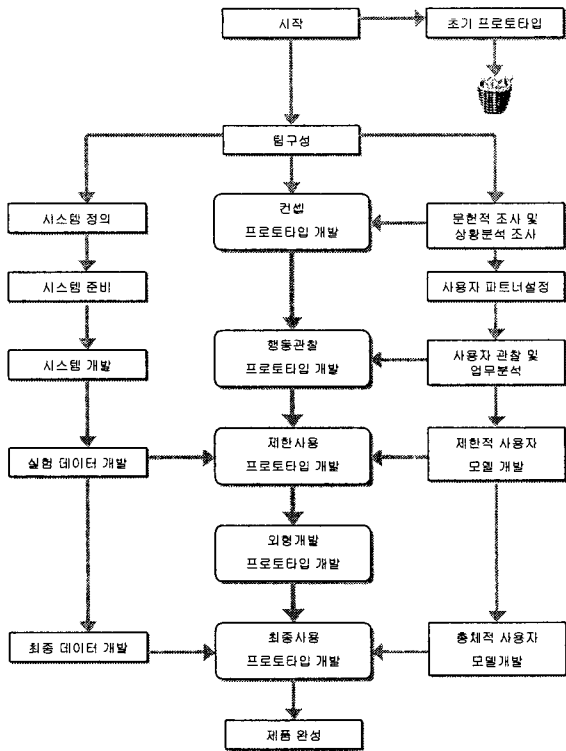 시작
초기 프로토타입
팀구성
시스템 정의
컨셉
프로토타입 개발
문헌적 조사 및
상황분석 조사
시스템 준비
사용자 파트너설정
시스템 개발
행동관찰
프로토타입 개발
사용자 관찰 및
업무분석
실험 데이터 개발
제한사용
프로토타입 개발
제한적 사용자
모델 개발
외형개발
프로토타입 개발
최종 데이터 개발
최종사용
프로토타입 개발
총체적 사용자
모델개발
제품 완성